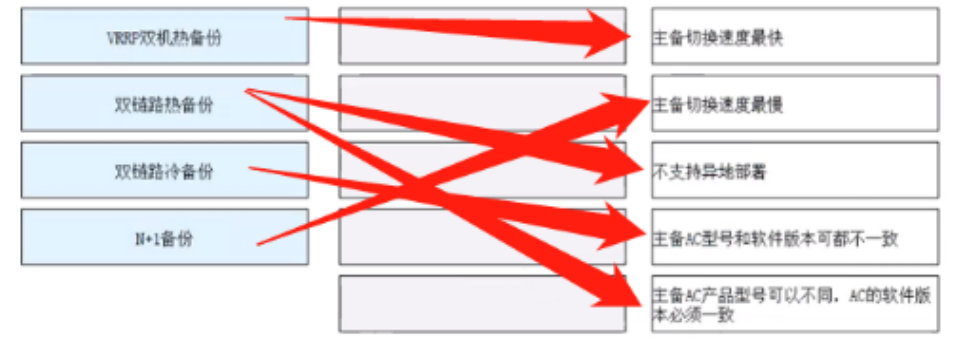 VRRP双机热备份
主备切换速度最快
双链路热备份
主备切换速度最慢
双链路冷备份
不支持异地部署
N+1备份
主备AC型号和软件版本可都不一致
主备AC产品型号可以不同，AC的软件版
本必须一致